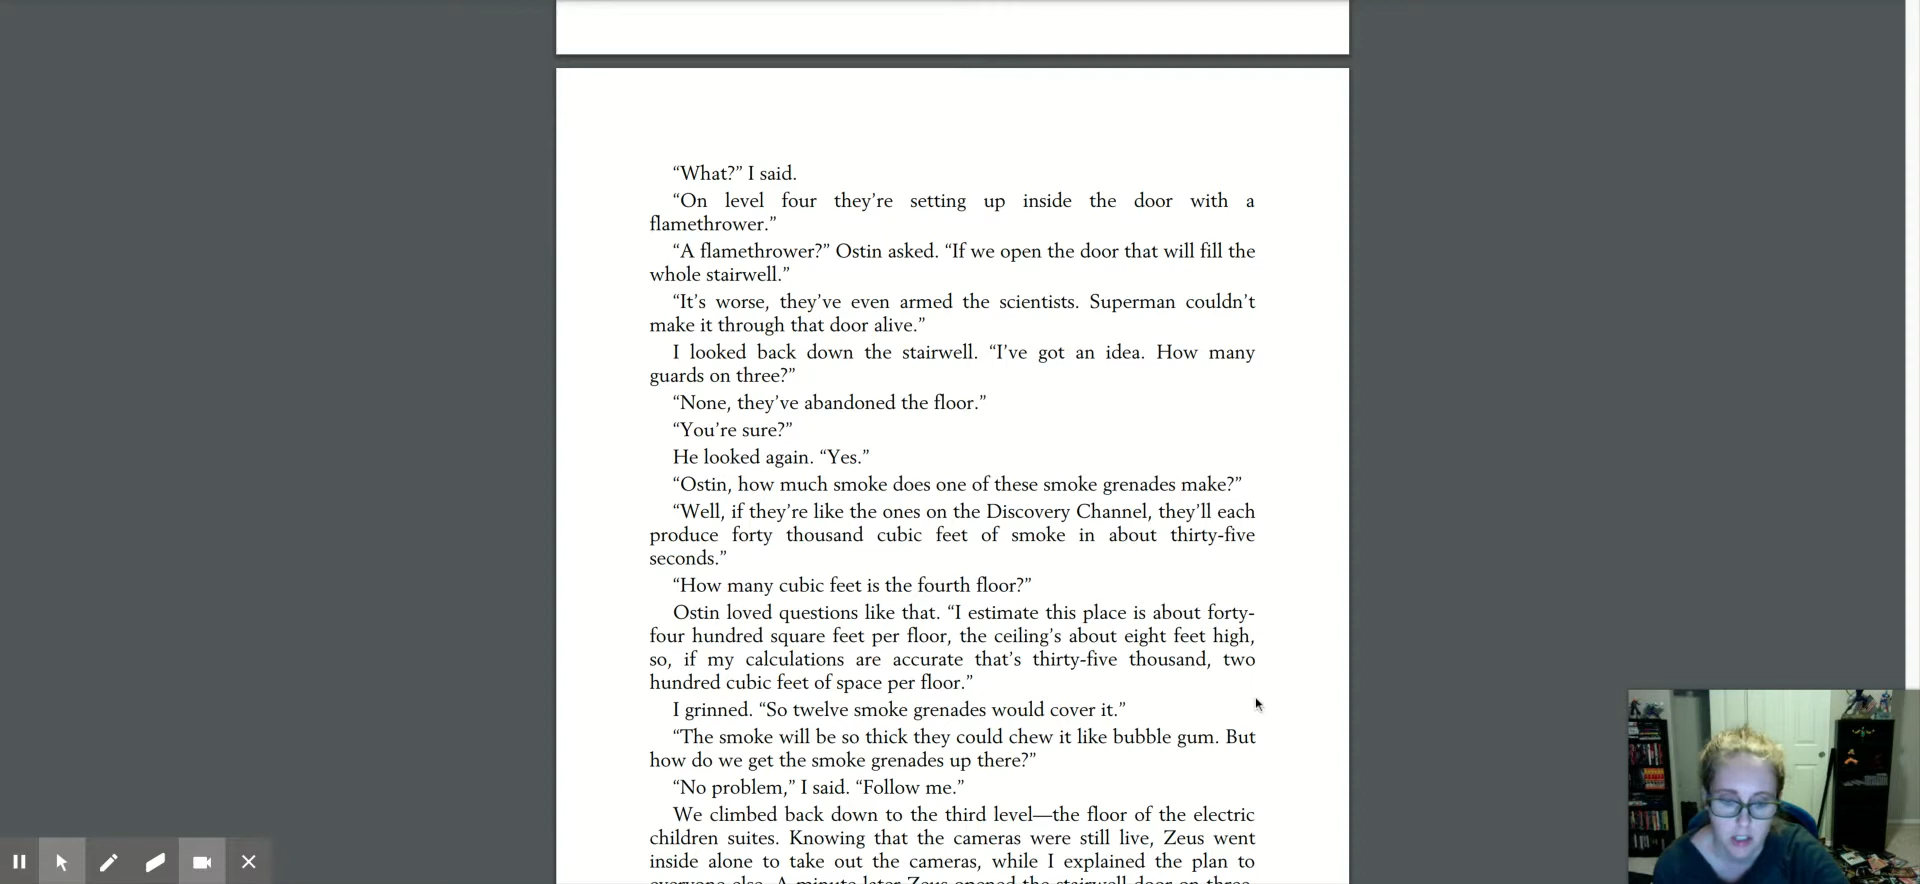 “What?” I said.
“On level four they’re setting up inside the door with a
flamethrower.”
“A flamethrower?” Ostin asked. “If we open the door that will fill the
whole stairwell.”
“It’s worse, they’ve even armed the scientists. Superman couldn’t
make it through that door alive.”
I looked back down the stairwell. “I’ve got an idea. How many
guards on three?”
“None, they’ve abandoned the floor.”
“You’re sure?”
He looked again. “Yes.”
“Ostin, how much smoke does one of these smoke grenades make?”
“Well, if they’re like the ones on the Discovery Channel, they’ll each
produce forty thousand cubic feet of smoke in about thirty-five
seconds.”
“How many cubic feet is the fourth floor?”
Ostin loved questions like that. “I estimate this place is about forty-
four hundred square feet per floor, the ceiling’s about eight feet high,
so, if my calculations are accurate that’s thirty-five thousand, two
hundred cubic feet of space per floor.”
I grinned. “So twelve smoke grenades would cover it.”
“The smoke will be so thick they could chew it like bubble gum. But
how do we get the smoke grenades up there?”
“No problem,” I said. “Follow me.”
We climbed back down to the third level—the floor of the electric
children suites. Knowing that the cameras were still live, Zeus went
inside alone to take out the cameras, while I explained the plan to
everyone else. A minute later Zeus opened the stairwell door on three.